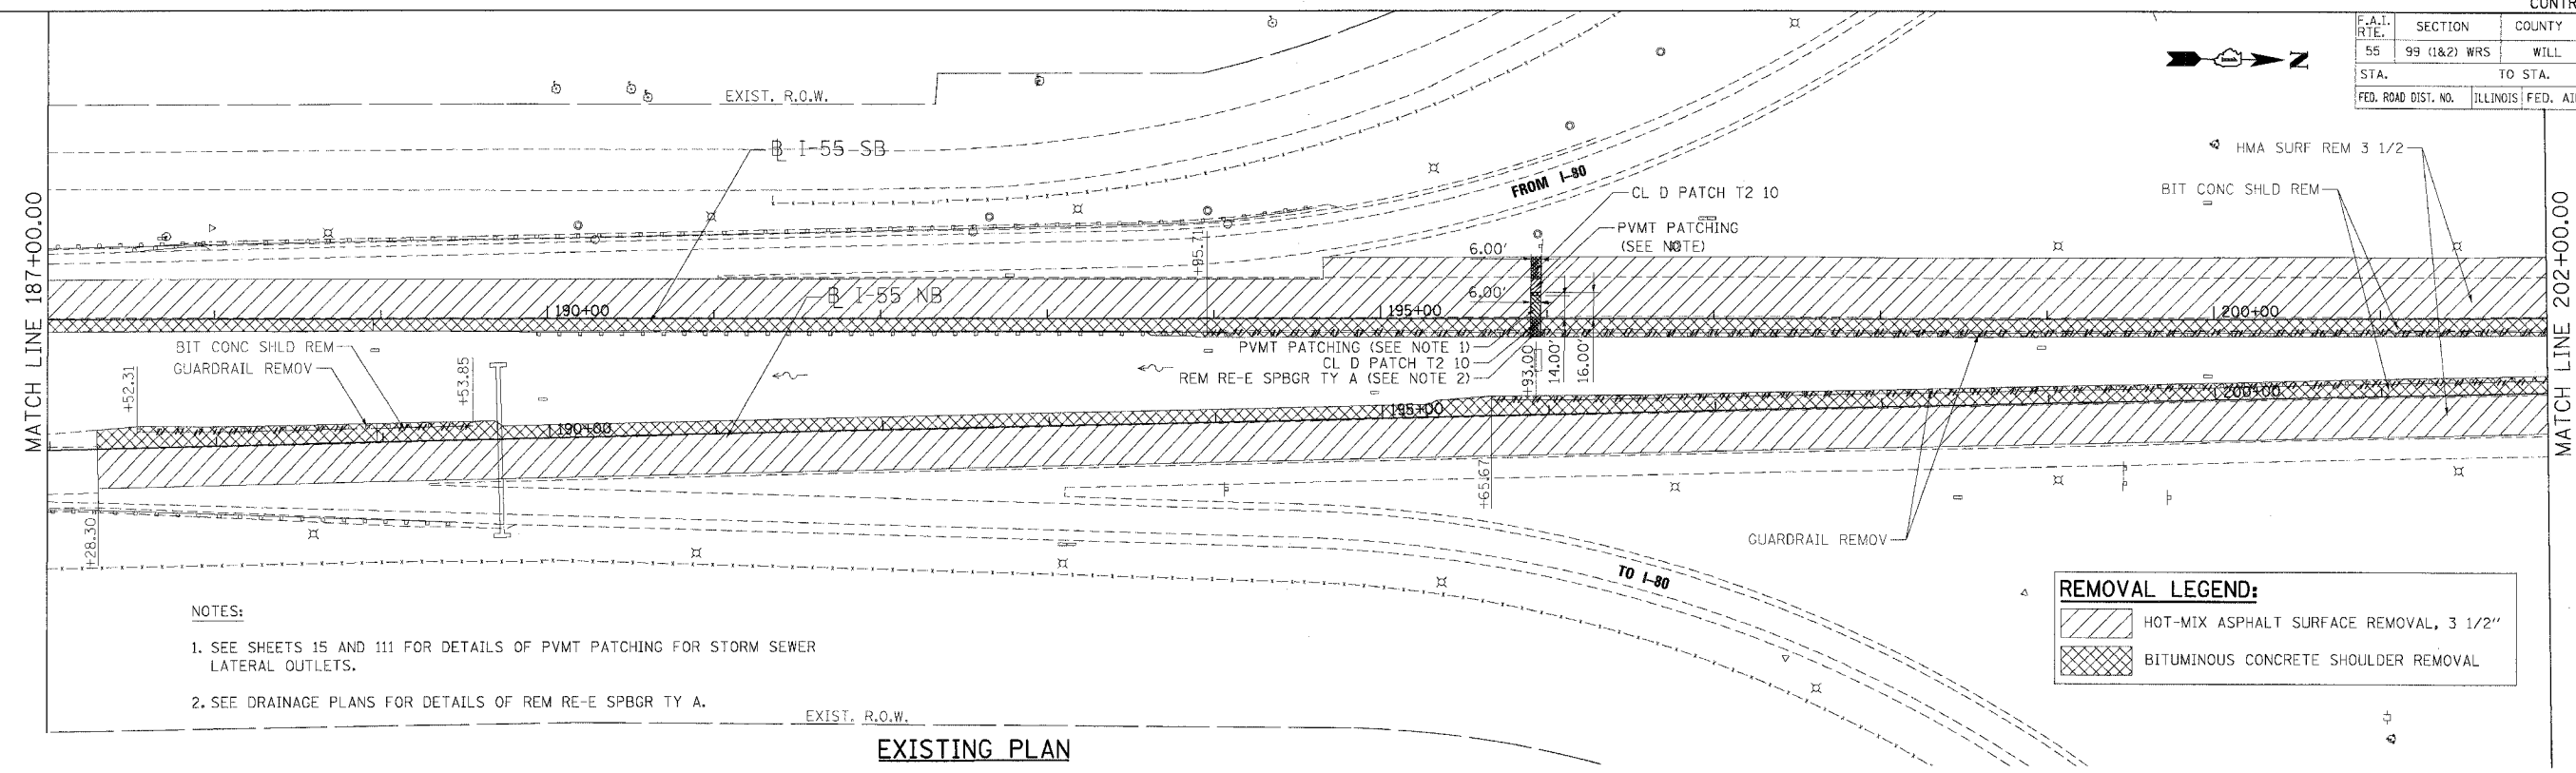 CONTR
F.A.I. RTE. SECTION COUNTY
55 99 (1&2) WRS WILL
STA. TO STA.
FED. ROAD DIST. NO. ILLINOIS FED. AI
N
EXIST. R.O.W.
MATCH LINE 187+00.00
MATCH LINE 202+00.00
B I-55 SB
FROM I-80
HMA SURF REM 3 1/2
BIT CONC SHLD REM
CL D PATCH T2 10
PVMT PATCHING
(SEE NOTE)
6.00'
+95.71
B I-55 NB
6.00'
190+00
195+00
200+00
BIT CONC SHLD REM
GUARDRAIL REMOV
PVMT PATCHING (SEE NOTE 1)
CL D PATCH T2 10
REM RE-E SPBGR TY A (SEE NOTE 2)
+93.00'
14.00'
16.00'
+52.31
+53.85
190+00
195+00
200+00
+28.30
+65.67
GUARDRAIL REMOV
TO I-80
NOTES:
1. SEE SHEETS 15 AND 111 FOR DETAILS OF PVMT PATCHING FOR STORM SEWER
LATERAL OUTLETS.
2. SEE DRAINAGE PLANS FOR DETAILS OF REM RE-E SPBGR TY A.
REMOVAL LEGEND:
HOT-MIX ASPHALT SURFACE REMOVAL, 3 1/2"
BITUMINOUS CONCRETE SHOULDER REMOVAL
EXIST. R.O.W.
EXISTING PLAN